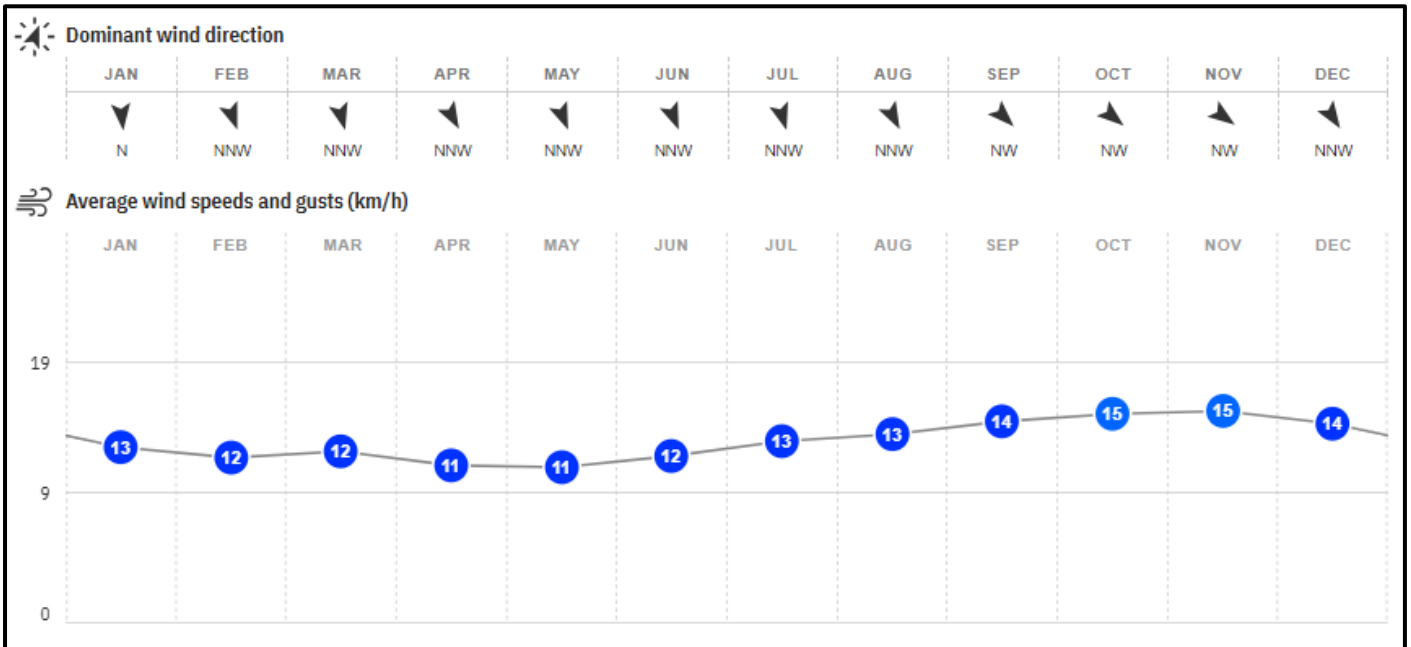 Dominant wind direction
JAN FEB MAR APR MAY JUN JUL AUG SEP OCT NOV DEC
N NNW NNW NNW NNW NNW NNW NNW NW NW NW NNW
Average wind speeds and gusts (km/h)
JAN FEB MAR APR MAY JUN JUL AUG SEP OCT NOV DEC
19
13 12 12 11 11 12 13 13 14 15 15 14
9
0